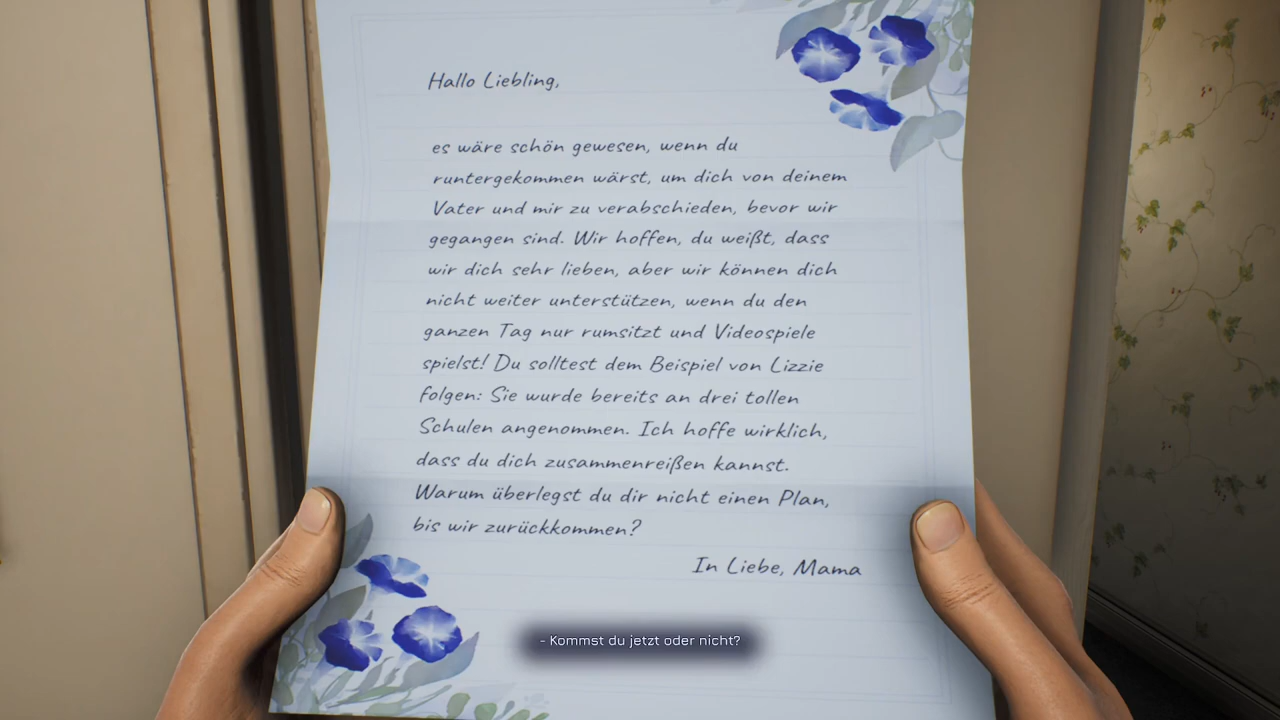 Hallo Liebling,
es wäre schön gewesen, wenn du
runtergekommen wärst, um dich von deinem
Vater und mir zu verabschieden, bevor wir
gegangen sind. Wir hoffen, du weißt, dass
wir dich sehr lieben, aber wir können dich
nicht weiter unterstützen, wenn du den
ganzen Tag nur rumsitzt und Videospiele
spielst! Du solltest dem Beispiel von Lizzie
folgen: Sie wurde bereits an drei tollen
Schulen angenommen. Ich hoffe wirklich,
dass du dich zusammenreißen kannst.
Warum überlegst du dir nicht einen Plan,
bis wir zurückkommen?
In Liebe, Mama
- Kommst du jetzt oder nicht?